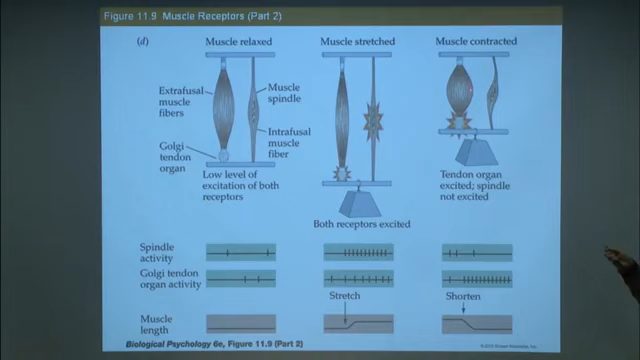 Figure 11.9 Muscle Receptors (Part 2)
(d)
Muscle relaxed
Muscle stretched
Muscle contracted
Extrafusal
muscle
fibers
Muscle
spindle
Golgi
tendon
organ
Intrafusal
muscle
fiber
Low level of
excitation of both
receptors
Both receptors excited
Tendon organ
excited; spindle
not excited
Spindle
activity
Golgi tendon
organ activity
Stretch
Shorten
Muscle
length
Biological Psychology 6e, Figure 11.9 (Part 2)